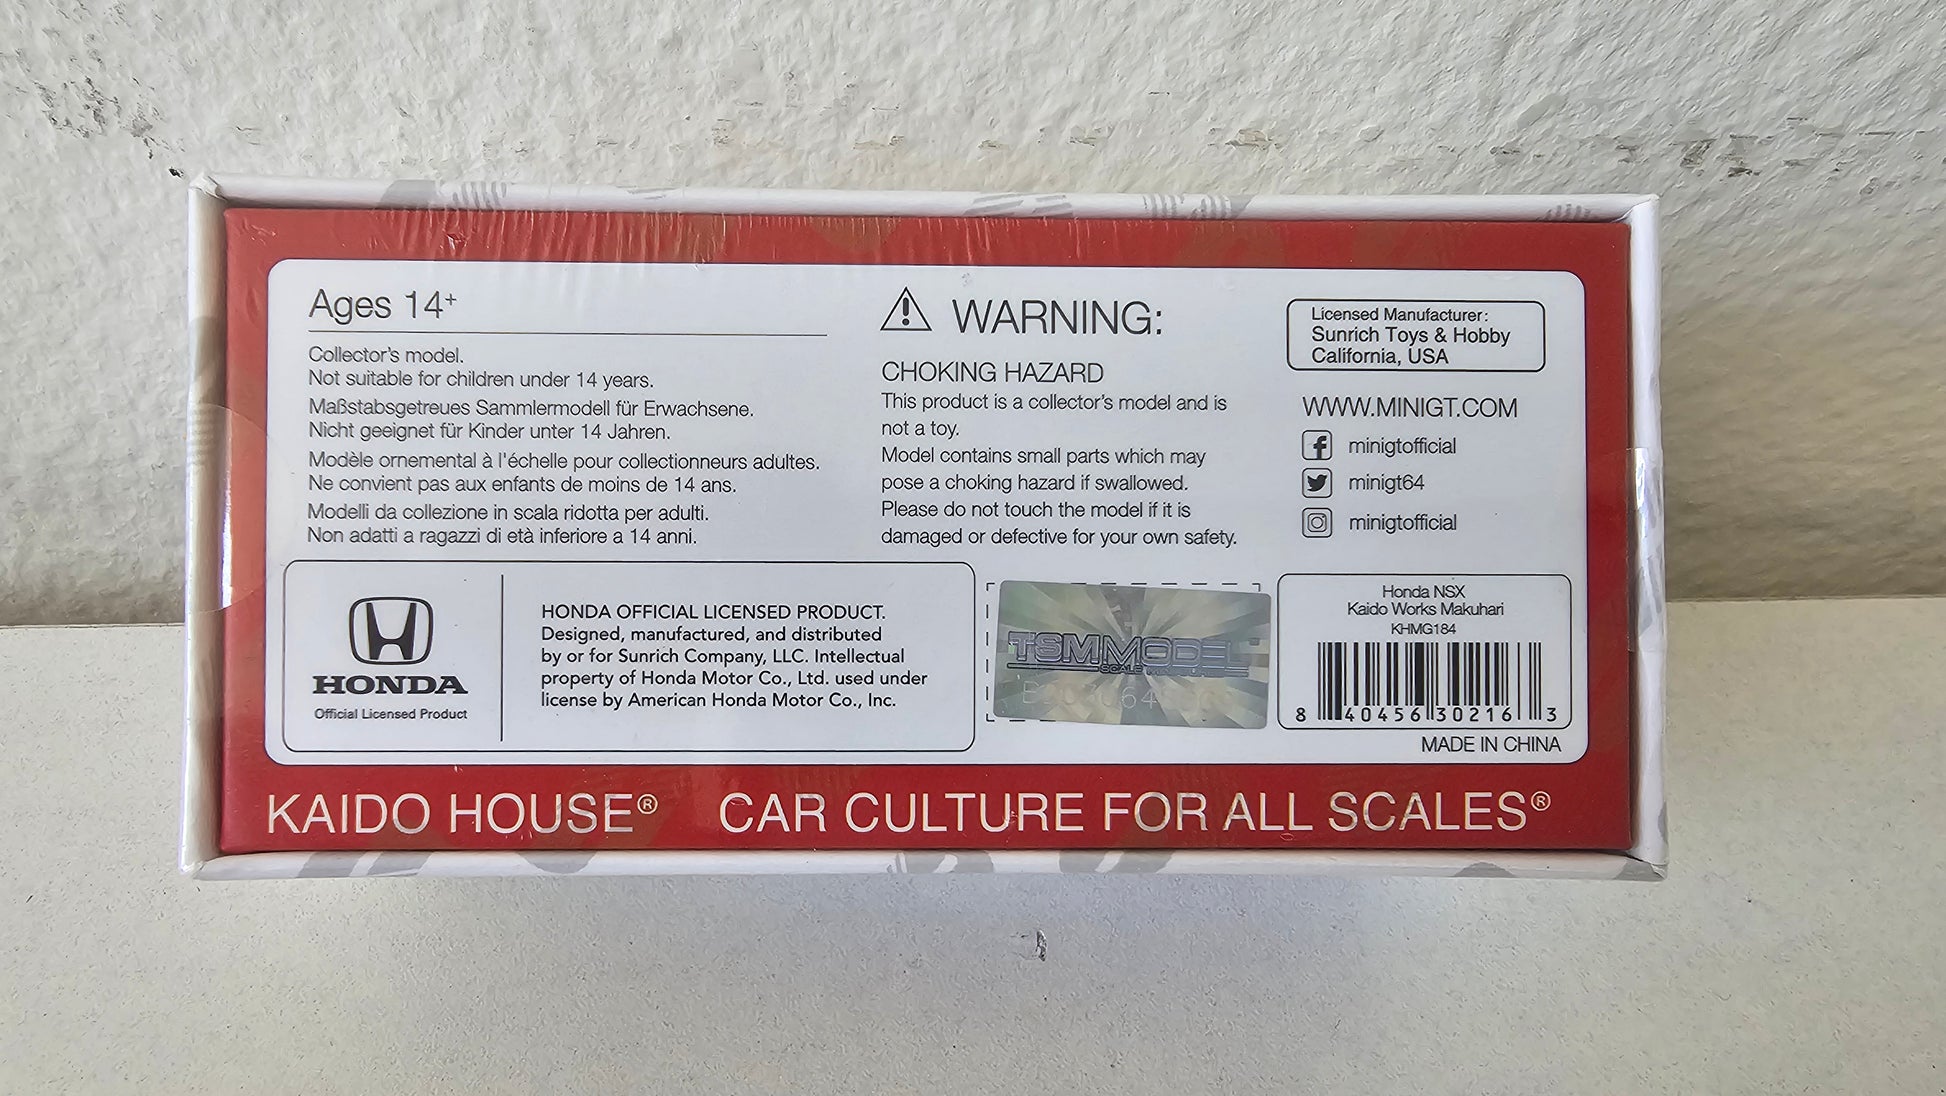 Ages 14+
Collector's model.
Not suitable for children under 14 years.
Maßstabsgetreues Sammlermodell für Erwachsene.
Nicht geeignet für Kinder unter 14 Jahren.
Modèle ornemental à l'échelle pour collectionneurs adultes.
Ne convient pas aux enfants de moins de 14 ans.
Modelli da collezione in scala ridotta per adulti.
Non adatti a ragazzi di età inferiore a 14 anni.
WARNING:
CHOKING HAZARD
This product is a collector's model and is
not a toy.
Model contains small parts which may
pose a choking hazard if swallowed.
Please do not touch the model if it is
damaged or defective for your own safety.
Licensed Manufacturer:
Sunrich Toys & Hobby
California, USA
WWW.MINIGT.COM
minigtofficial
minigt64
minigtofficial
HONDA
Official Licensed Product
HONDA OFFICIAL LICENSED PRODUCT.
Designed, manufactured, and distributed
by or for Sunrich Company, LLC. Intellectual
property of Honda Motor Co., Ltd. used under
license by American Honda Motor Co., Inc.
TSMMODEL
SCALE
Honda NSX
Kaido Works Makuhari
KHMG184
8 40456 30216 3
MADE IN CHINA
KAIDO HOUSE® CAR CULTURE FOR ALL SCALES®